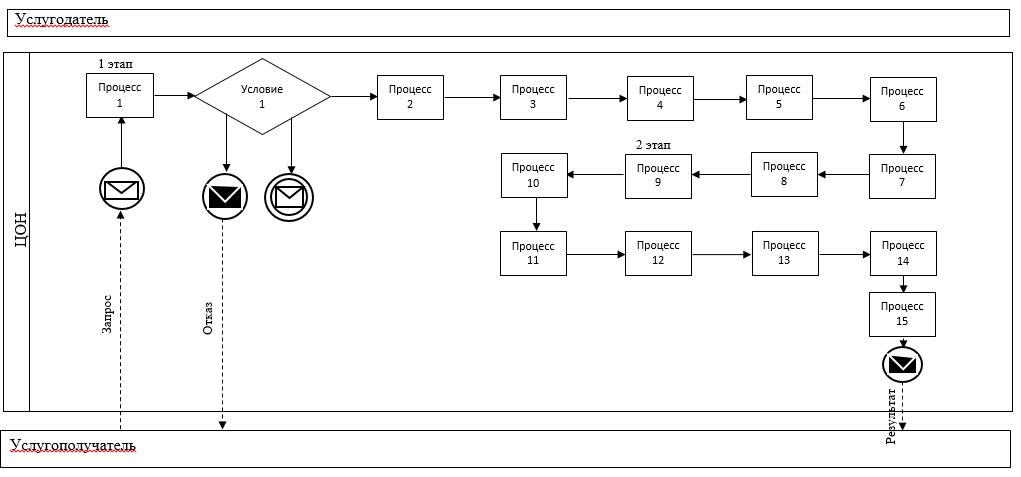 Услугодатель
ЦОН
1 этап
Процесс
1
Условие
1
Процесс
2
Процесс
3
Процесс
4
Процесс
5
Процесс
6
2 этап
Процесс
10
Процесс
9
Процесс
8
Процесс
7
Процесс
11
Процесс
12
Процесс
13
Процесс
14
Процесс
15
Запрос
Отказ
Результат
Услугополучатель